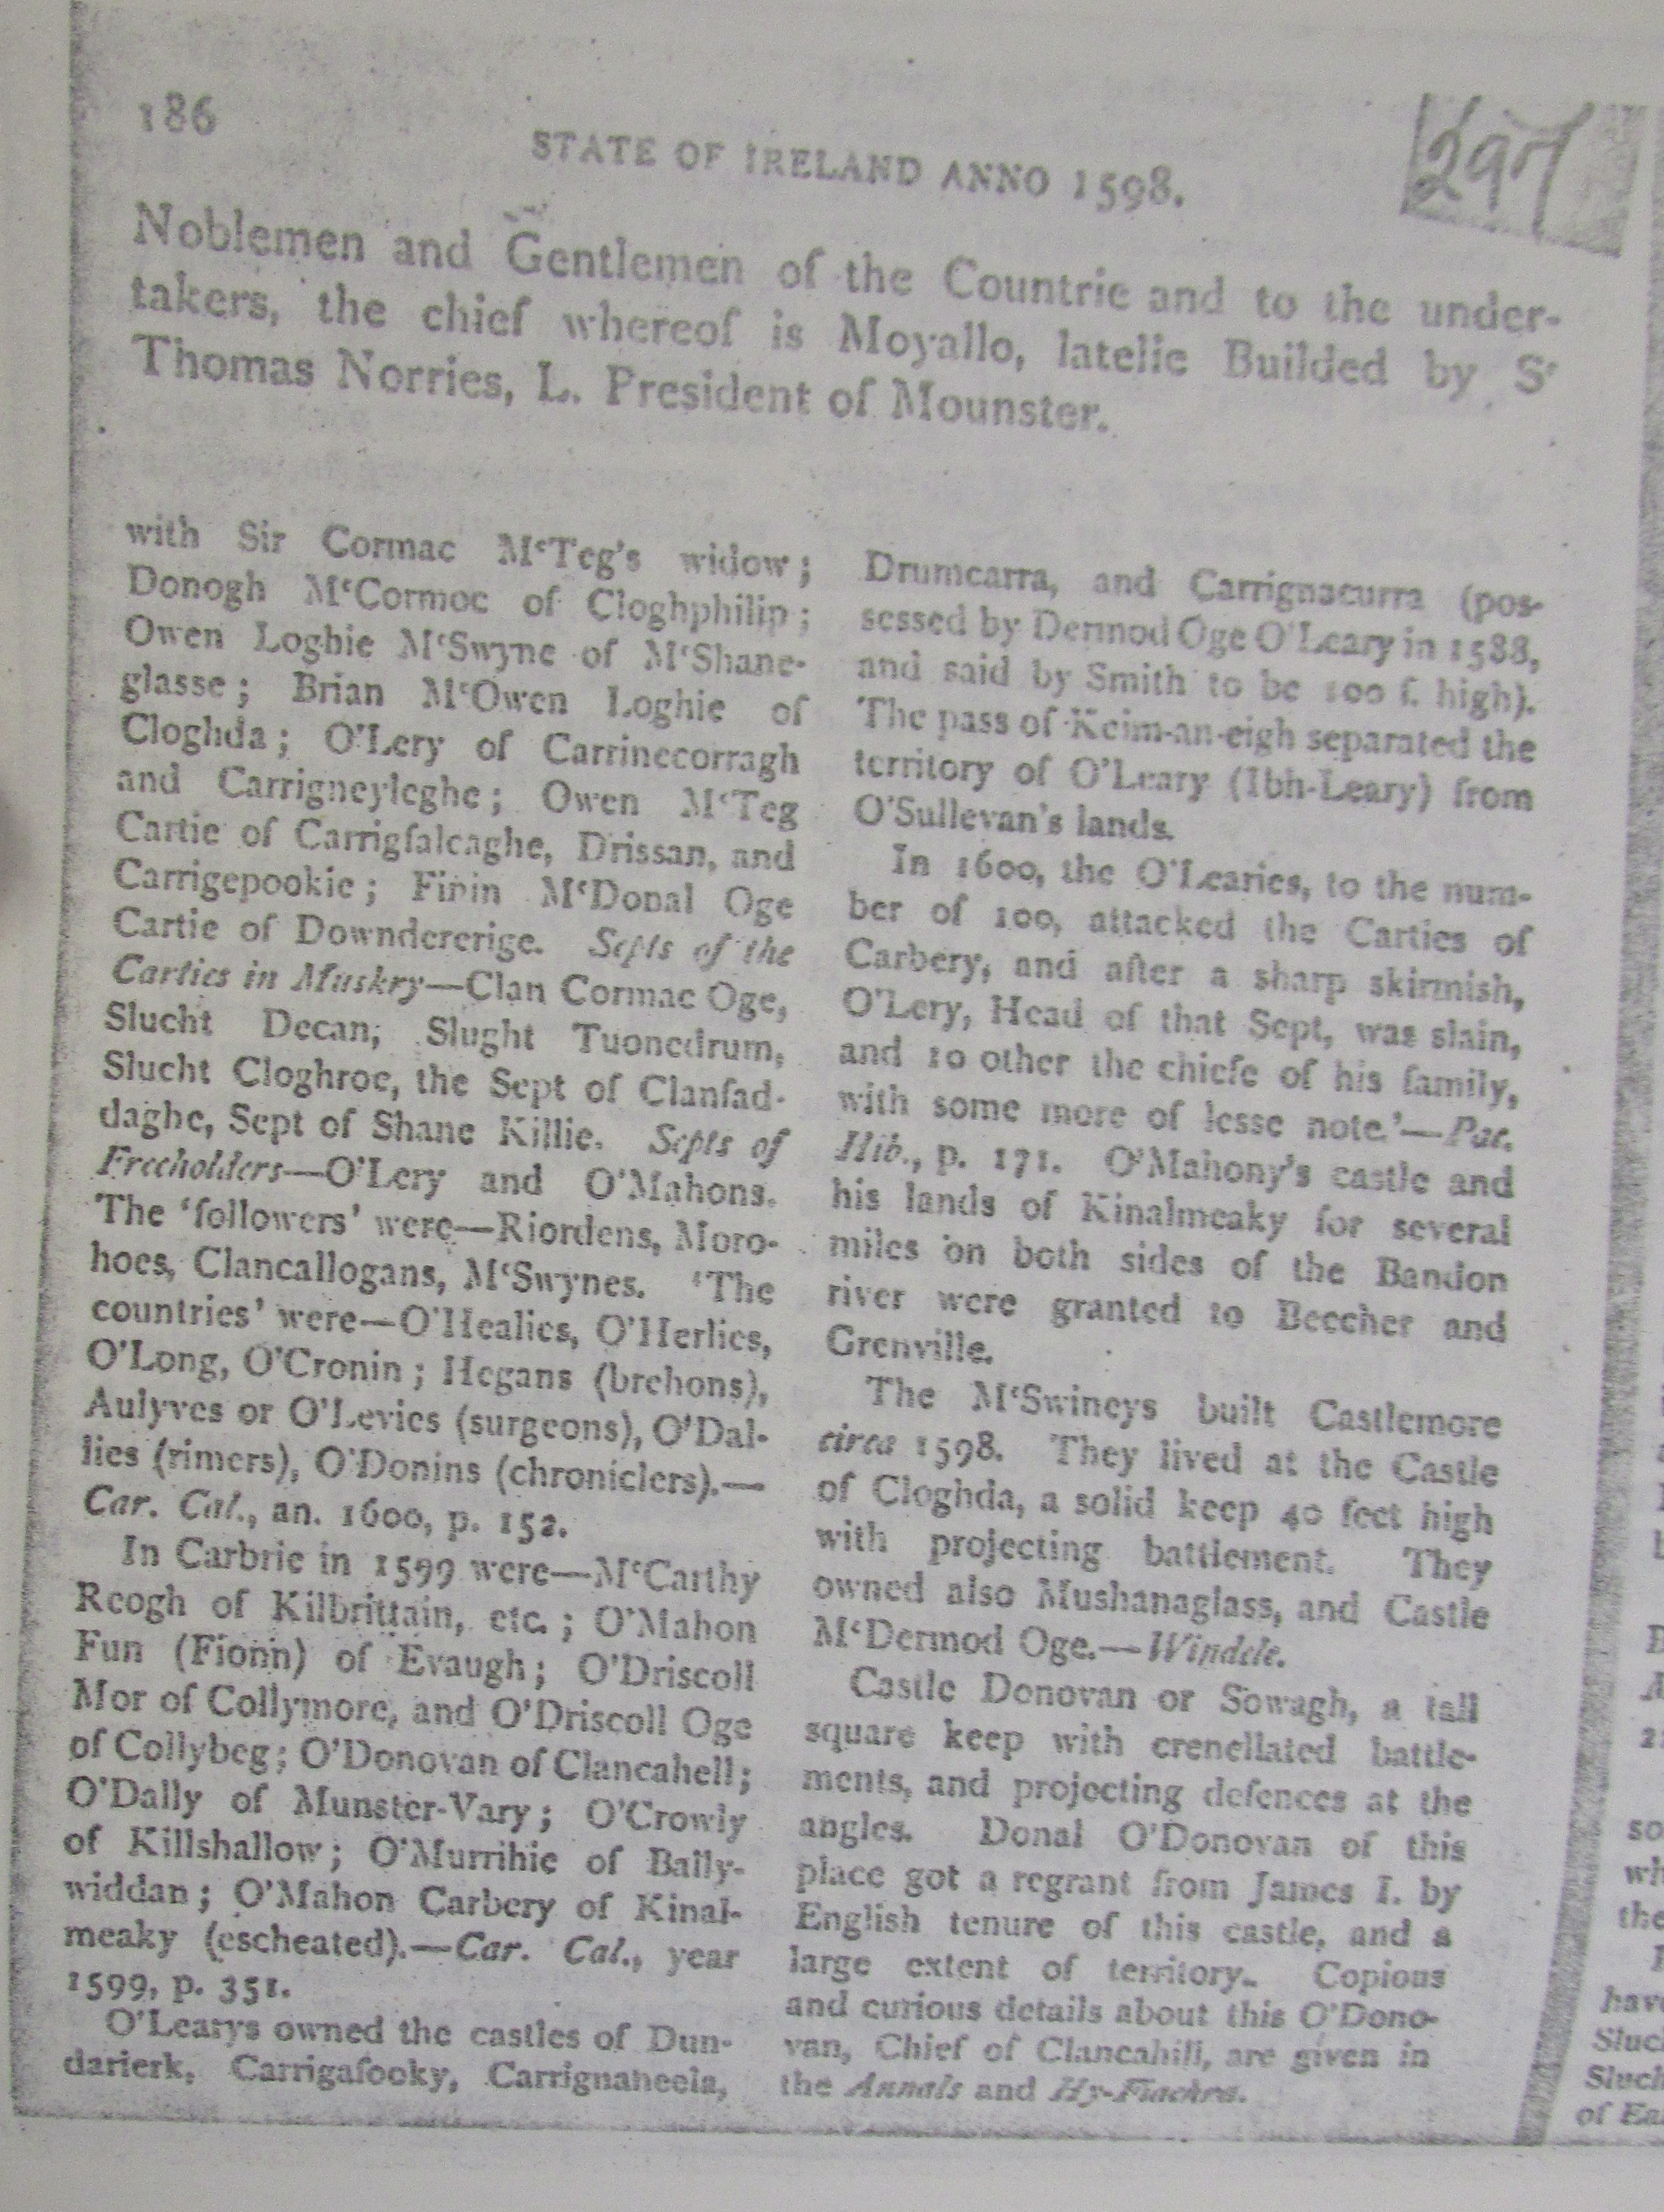 186
STATE OF IRELAND ANNO 1598.
297
Noblemen and Gentlemen of the Countrie and to the under-
takers, the chief whereof is Moyallo, latelie Builded by Sr
Thomas Norries, L. President of Mounster.
with Sir Cormac McTeg's widow;
Donogh McCormoc of Cloghphilip;
Owen Loghie McSwyne of McShane-
glasse; Brian McOwen Loghie of
Cloghda; O'Lery of Carrinecorragh
and Carrigneyleghe; Owen McTeg
Cartie of Carrigfalcaghe, Drissan, and
Carrigepookie; Finin McDonal Oge
Cartie of Downdererige. Septs of the
Carties in Muskry—Clan Cormac Oge,
Slucht Decan, Slught Tuonedrum,
Slucht Cloghroe, the Sept of Clanfad-
daghe, Sept of Shane Killie. Septs of
Freeholders—O'Lery and O'Mahons.
The 'followers' were—Riordens, Moro-
hoes, Clancallogans, McSwynes. 'The
countries' were—O'Healies, O'Herlies,
O'Long, O'Cronin; Hegans (brehons),
Aulyves or O'Levies (surgeons), O'Dal-
lies (rimers), O'Donins (chroniclers).—
Car. Cal., an. 1600, p. 152.
In Carbrie in 1599 were—McCarthy
Reogh of Kilbrittain, etc.; O'Mahon
Fun (Fionn) of Evaugh; O'Driscoll
Mor of Collymore, and O'Driscoll Oge
of Collybeg; O'Donovan of Clancahell;
O'Dally of Munster-Vary; O'Crowly
of Killshallow; O'Murrihie of Bally-
widdan; O'Mahon Carbery of Kinal-
meaky (escheated).—Car. Cal., year
1599, p. 351.
O'Learys owned the castles of Dun-
darierk, Carrigafooky, Carrignaneela,
Drumcarra, and Carrignacurra (pos-
sessed by Dermod Oge O'Leary in 1588,
and said by Smith to be 100 f. high).
The pass of Keim-an-eigh separated the
territory of O'Leary (Ibh-Leary) from
O'Sullevan's lands.
In 1600, the O'Learies, to the num-
ber of 100, attacked the Carties of
Carbery, and after a sharp skirmish,
O'Lery, Head of that Sept, was slain,
and 10 other the chiefe of his family,
with some more of lesse note.'—Pac.
Hib., p. 171. O'Mahony's castle and
his lands of Kinalmeaky for several
miles on both sides of the Bandon
river were granted to Beecher and
Grenville.
The McSwineys built Castlemore
circa 1598. They lived at the Castle
of Cloghda, a solid keep 40 feet high
with projecting battlement. They
owned also Mushanaglass, and Castle
McDermod Oge.—Windele.
Castle Donovan or Sowagh, a tall
square keep with crenellated battle-
ments, and projecting defences at the
angles. Donal O'Donovan of this
place got a regrant from James I. by
English tenure of this castle, and a
large extent of territory. Copious
and curious details about this O'Dono-
van, Chief of Clancahill, are given in
the Annals and Hy-Fiachra.
so
wh
the
have
Sluc
Sluch
of Ea